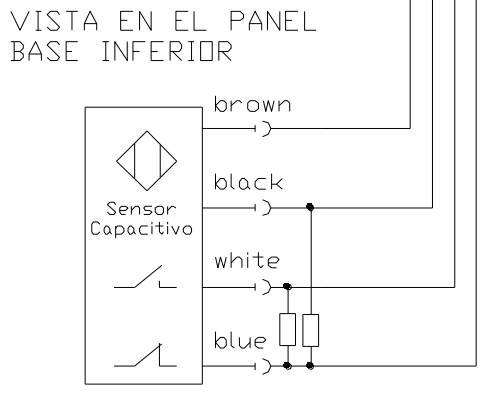 VISTA EN EL PANEL
BASE INFERIOR
brown
black
Sensor
Capacitivo
white
blue